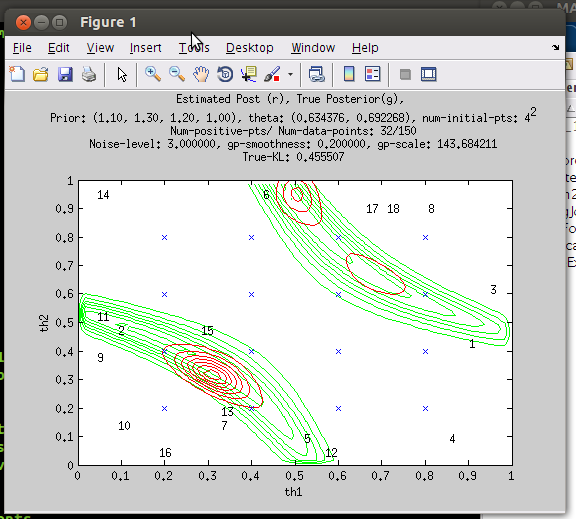 MA
Figure 1
File Edit View Insert Tools Desktop Window Help
Estimated Post (r), True Posterior(g),
Prior: (1.10, 1.30, 1.20, 1.00), theta: (0.634376, 0.692268), num-initial-pts: 4^2
Num-positive-pts/ Num-data-points: 32/150
Noise-level: 3.000000, gp-smoothness: 0.200000, gp-scale: 143.684211
True-KL: 0.455507
1
14 6 17 18 8
0.9
0.8
0.7
3
0.6
11 2 15
0.5
1
th2
0.4
9
0.3
0.2
13
10 7
0.1
5 4
16 12
0
0 0.1 0.2 0.3 0.4 0.5 0.6 0.7 0.8 0.9 1
th1